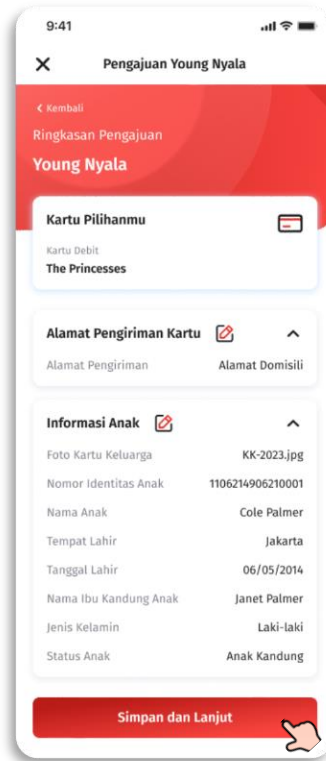 9:41
Pengajuan Young Nyala
Kembali
Ringkasan Pengajuan
Young Nyala
Kartu Pilihanmu
Kartu Debit
The Princesses
Alamat Pengiriman Kartu
Alamat Pengiriman Alamat Domisili
Informasi Anak
Foto Kartu Keluarga KK-2023.jpg
Nomor Identitas Anak 1106214906210001
Nama Anak Cole Palmer
Tempat Lahir Jakarta
Tanggal Lahir 06/05/2014
Nama Ibu Kandung Anak Janet Palmer
Jenis Kelamin Laki-laki
Status Anak Anak Kandung
Simpan dan Lanjut